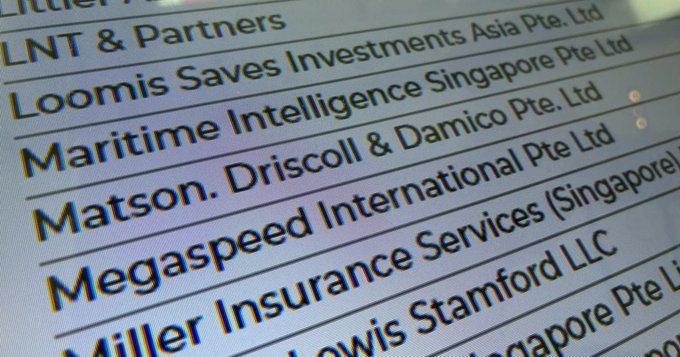 LNT & Partners
Loomis Saves Investments Asia Pte. Ltd
Maritime Intelligence Singapore Pte Ltd
Matson. Driscoll & Damico Pte. Ltd
Megaspeed International Pte Ltd
Miller Insurance Services (Singapore)
Stamford LLC
Pte